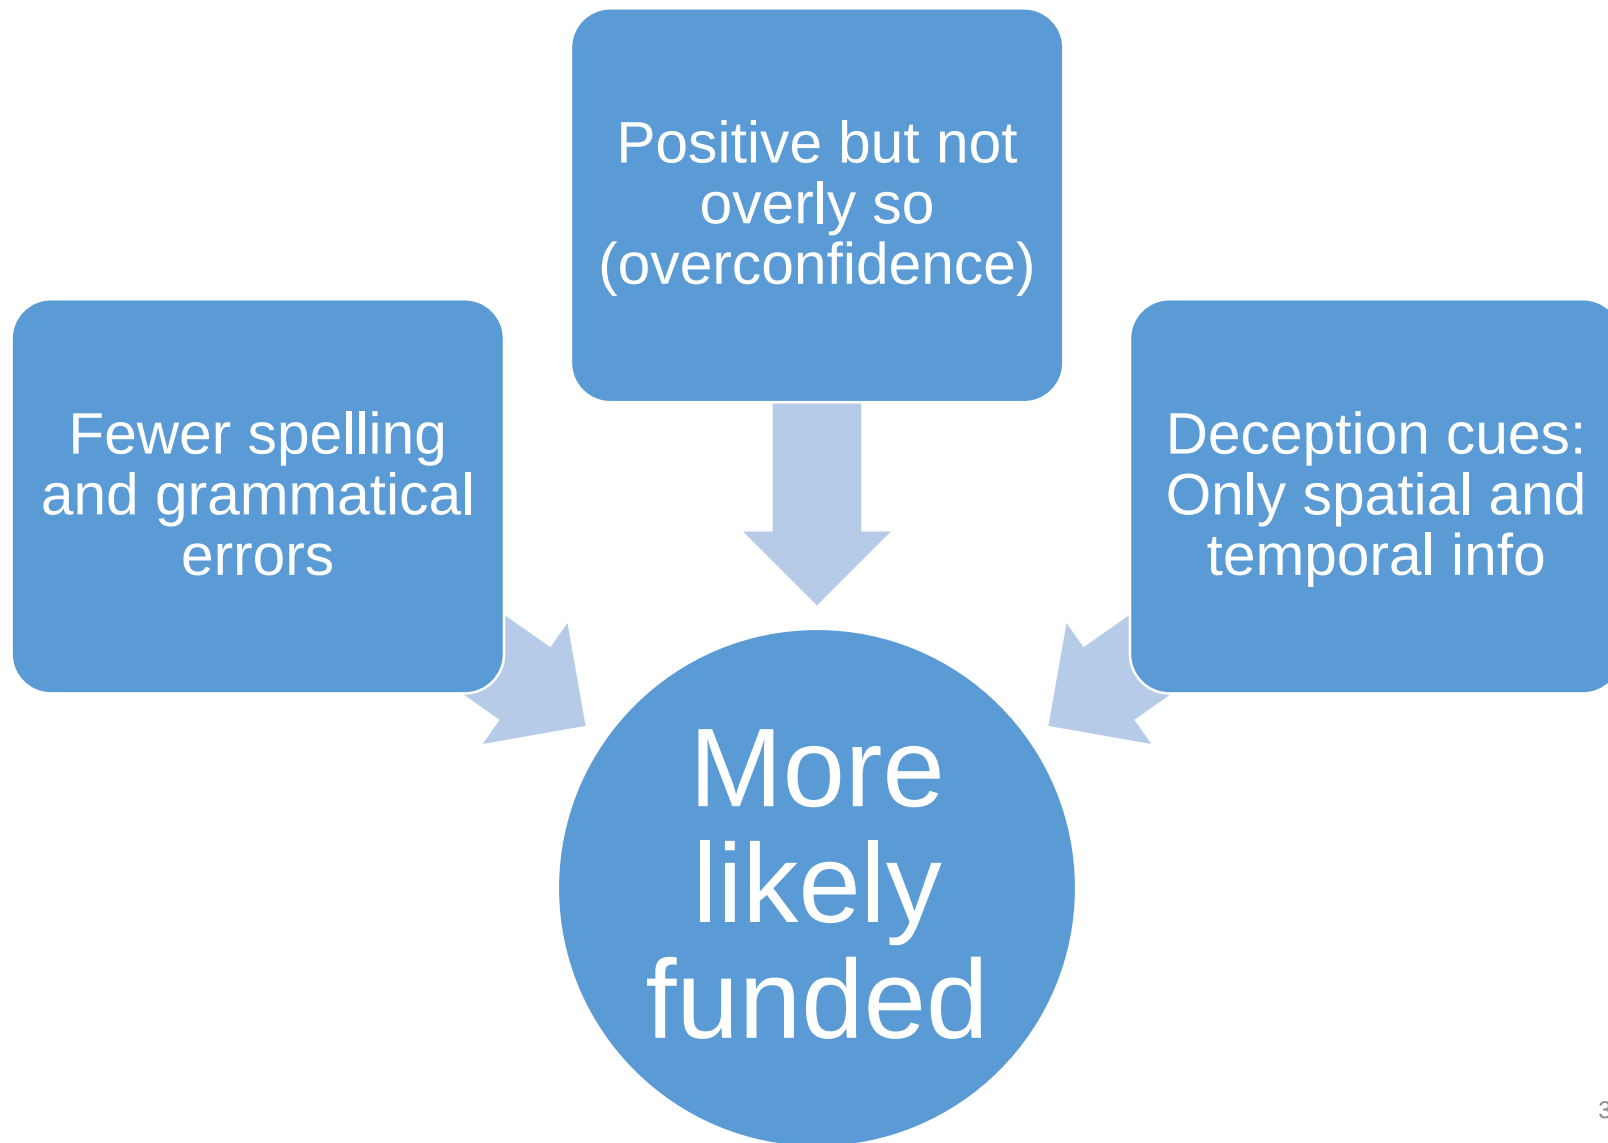 Positive but not
overly so
(overconfidence)
Fewer spelling
and grammatical
errors
Deception cues:
Only spatial and
temporal info
More
likely
funded
3